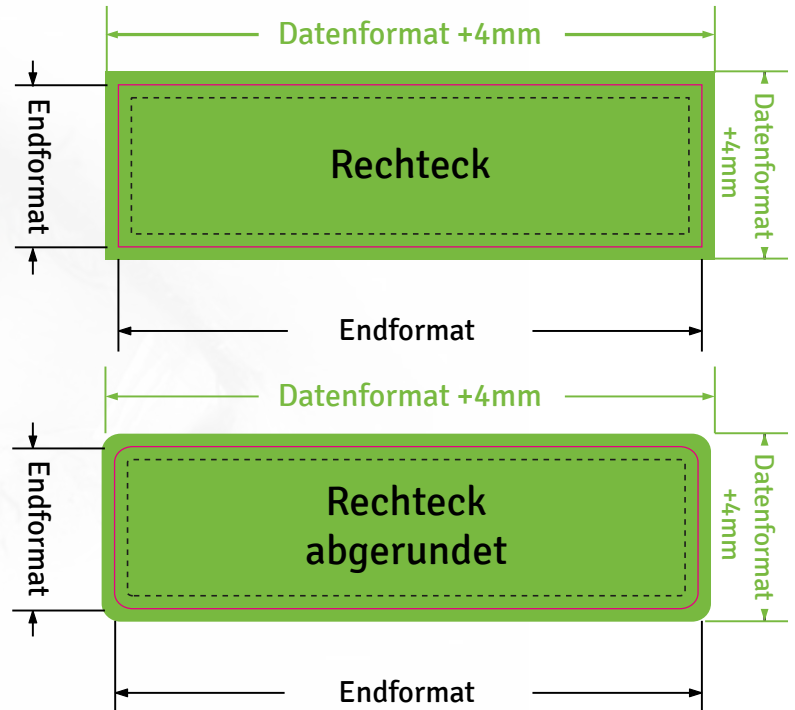 Datenformat +4mm
Endformat
Rechteck
Datenformat
+4mm
Endformat
Datenformat +4mm
Endformat
Rechteck
abgerundet
Datenformat
+4mm
Endformat